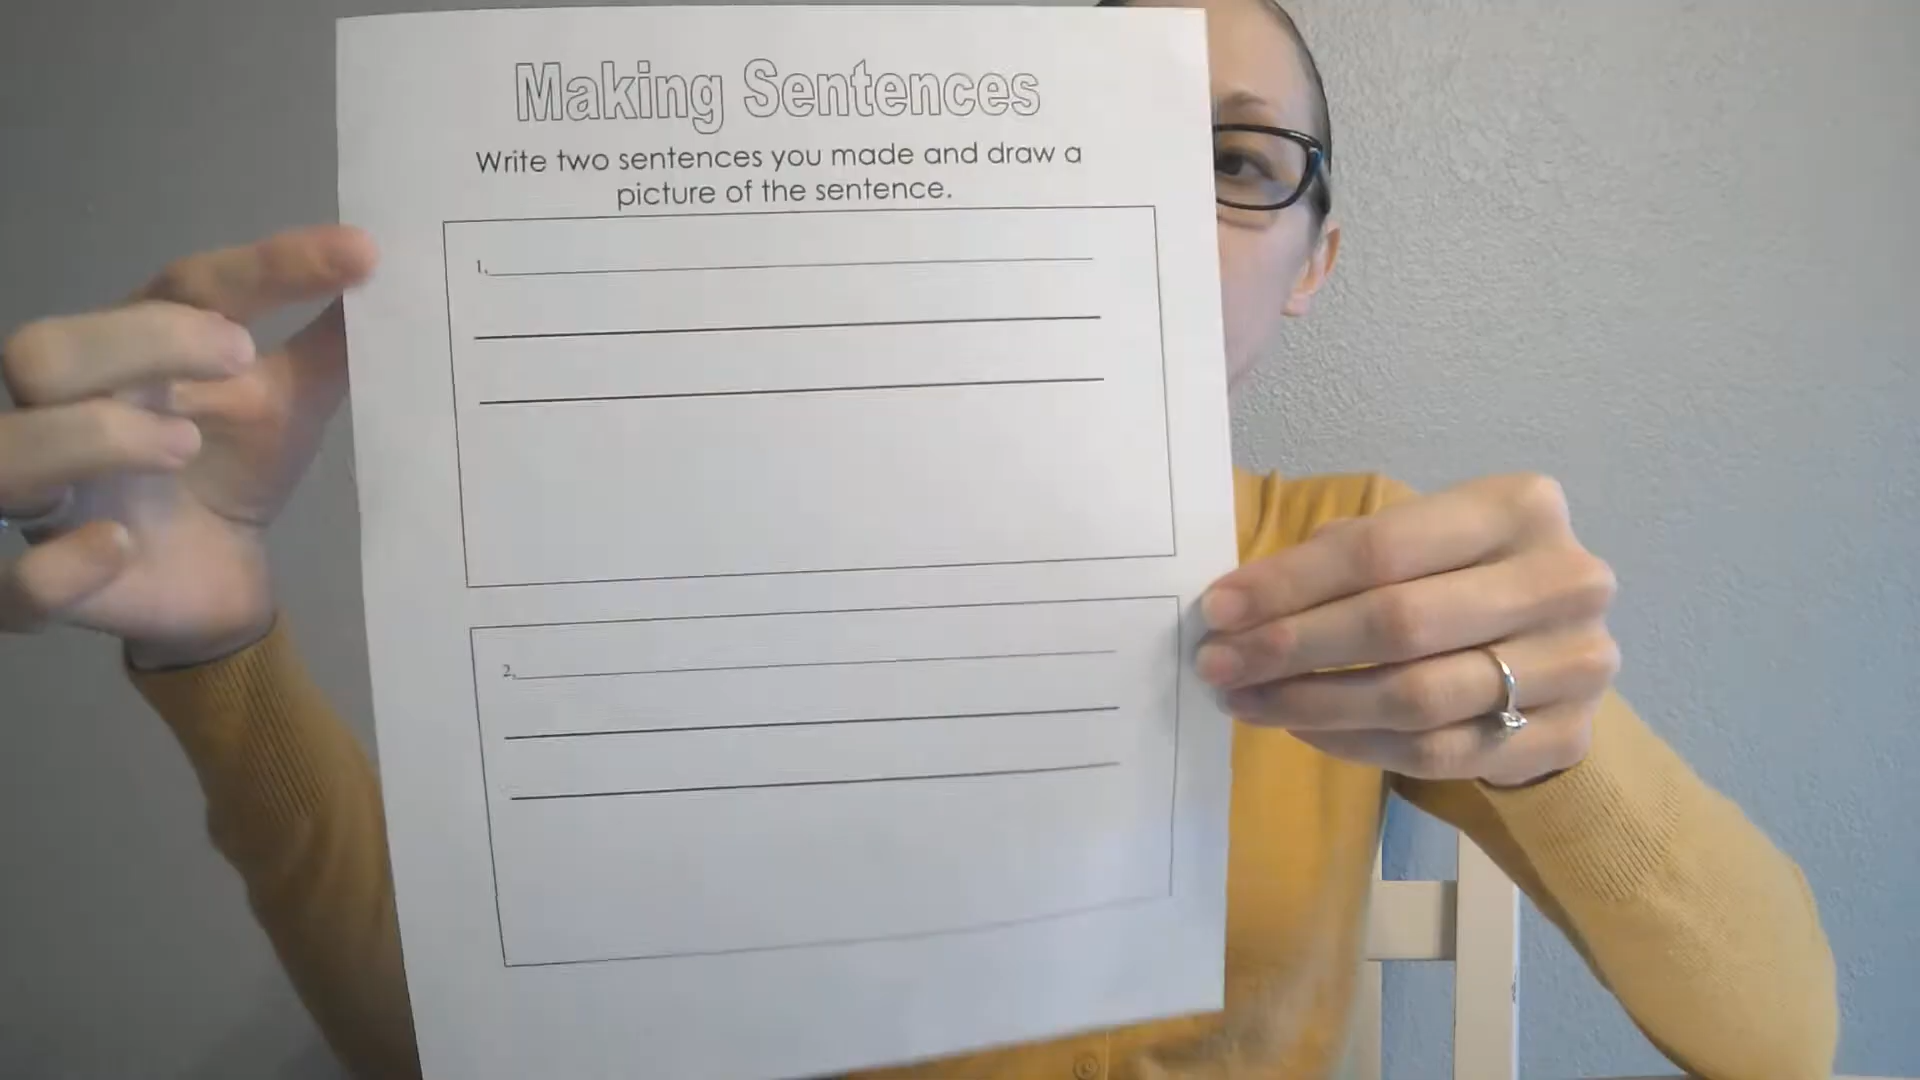 Making Sentences
Write two sentences you made and draw a
picture of the sentence.
1.
2.